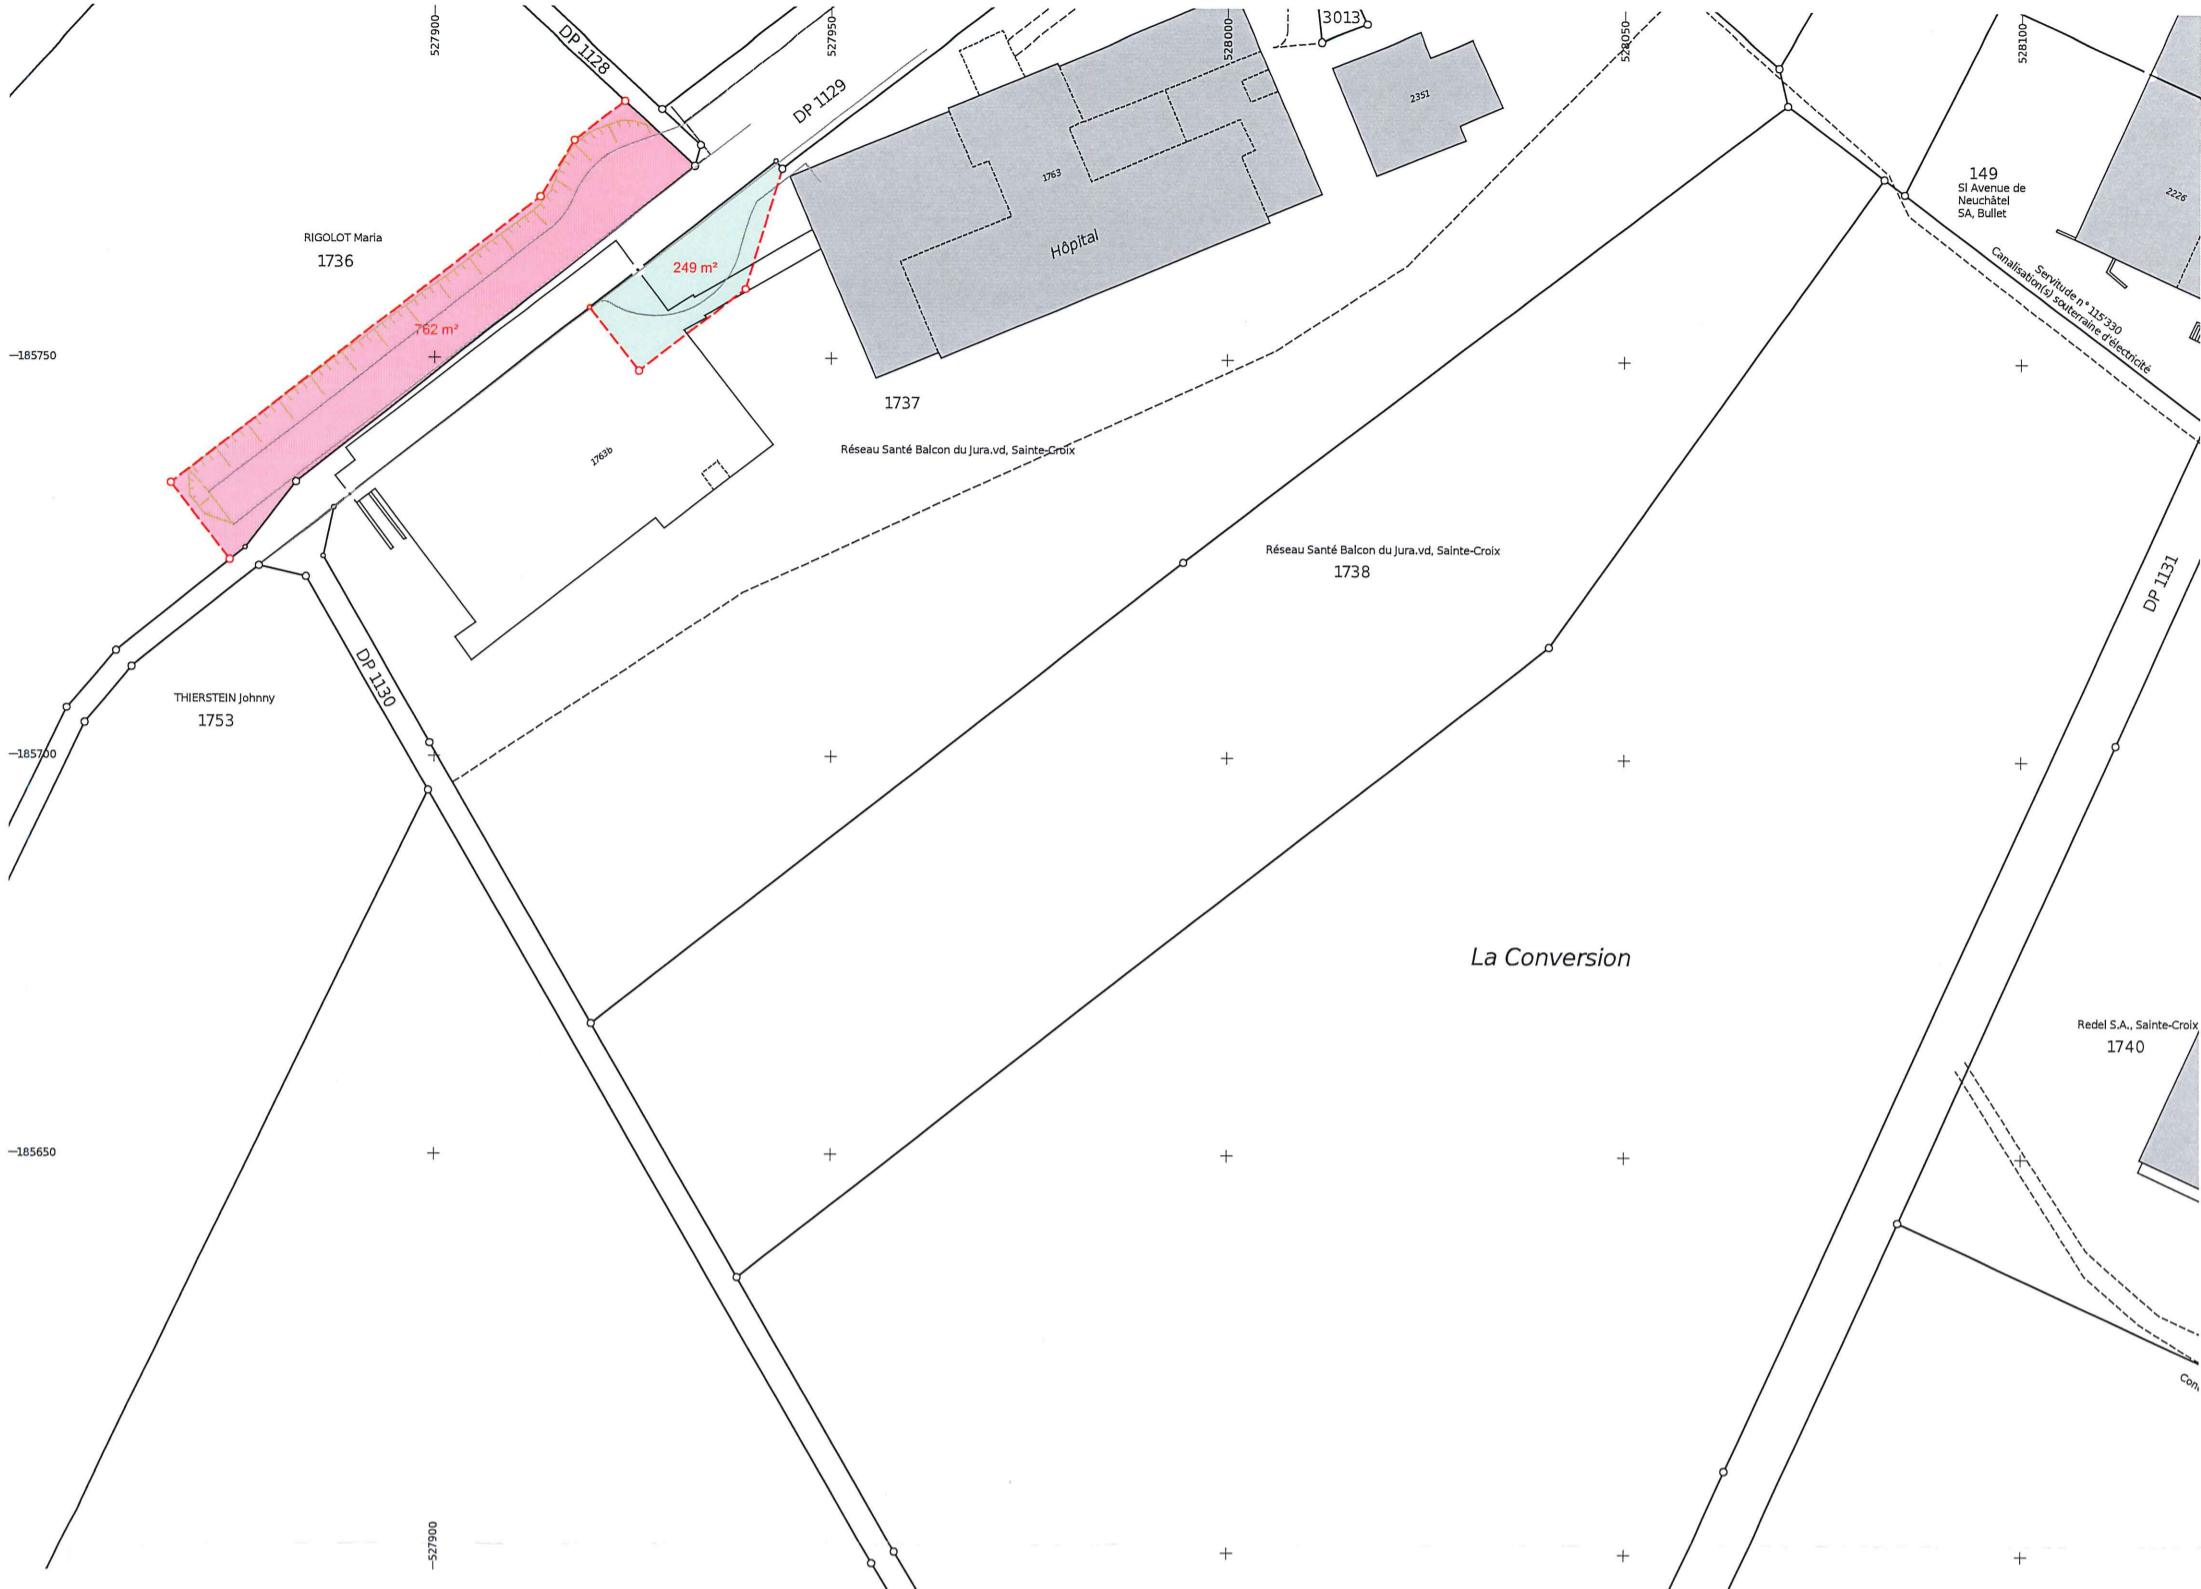 527900
527950
528000
528050
528100
3013
DP 1128
DP 1129
2351
1763
149
SI Avenue de
Neuchâtel
SA, Bullet
2226
RIGOLOT Maria
1736
249 m²
Hôpital
Servitude n° 115'330
Canalisation(s) souterraine d'électricité
762 m²
185750
1737
Réseau Santé Balcon du Jura.vd, Sainte-Croix
1763b
Réseau Santé Balcon du Jura.vd, Sainte-Croix
1738
DP 1131
DP 1130
THIERSTEIN Johnny
1753
185700
La Conversion
Redel S.A., Sainte-Croix
1740
185650
527900